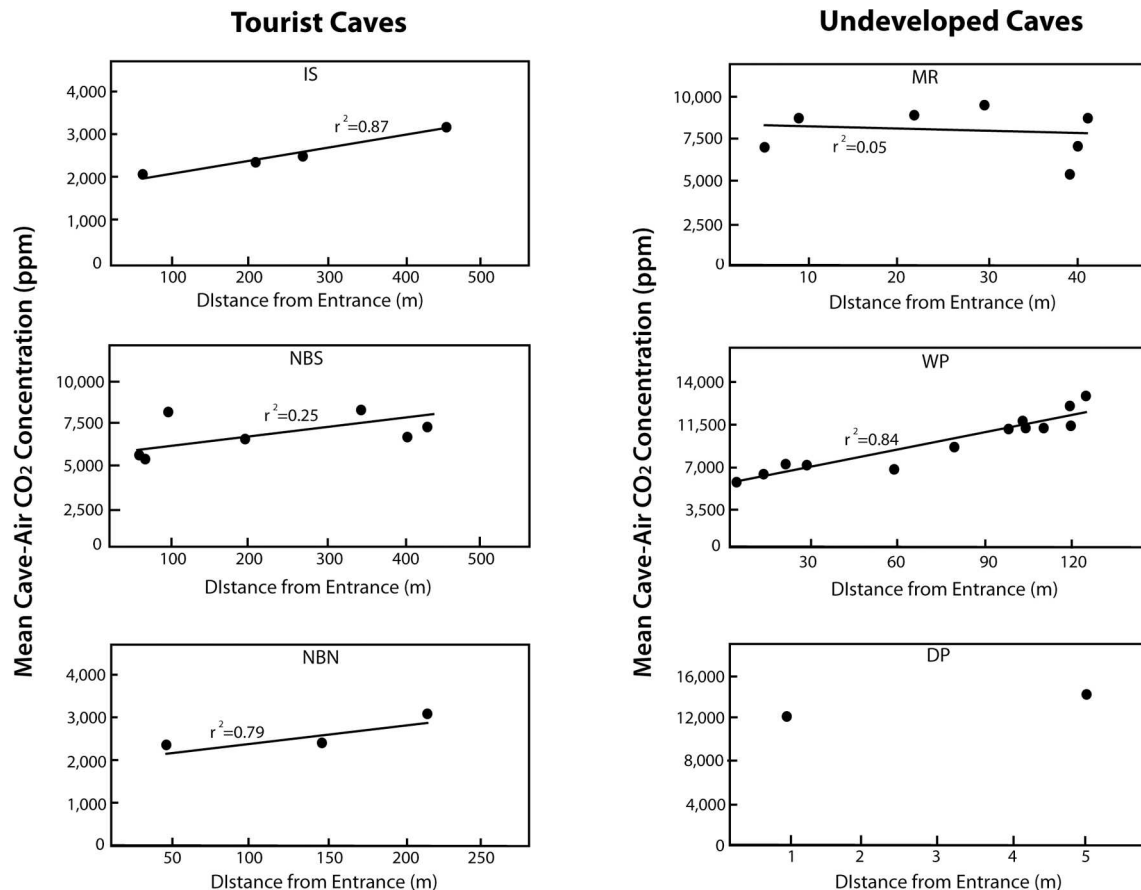 Tourist Caves
Undeveloped Caves
Mean Cave-Air CO2 Concentration (ppm)
IS
4,000
3,000
2,000
1,000
0
r²=0.87
100 200 300 400 500
DIstance from Entrance (m)
NBS
10,000
7,500
5,000
2,500
0
r²=0.25
100 200 300 400 500
DIstance from Entrance (m)
NBN
4,000
3,000
2,000
1,000
0
r²=0.79
50 100 150 200 250
DIstance from Entrance (m)
Mean Cave-Air CO2 Concentration (ppm)
MR
10,000
7,500
5,000
2,500
0
r²=0.05
10 20 30 40
DIstance from Entrance (m)
WP
14,000
11,500
7,000
3,500
0
r²=0.84
30 60 90 120
DIstance from Entrance (m)
DP
16,000
12,000
8,000
4,000
0
1 2 3 4 5
DIstance from Entrance (m)